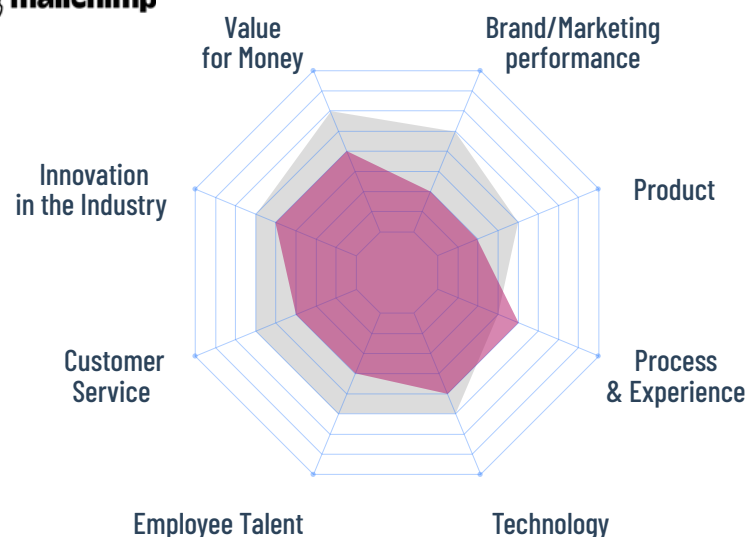 mailchimp
Value
for Money
Brand/Marketing
performance
Innovation
in the Industry
Product
Customer
Service
Process
& Experience
Employee Talent
Technology